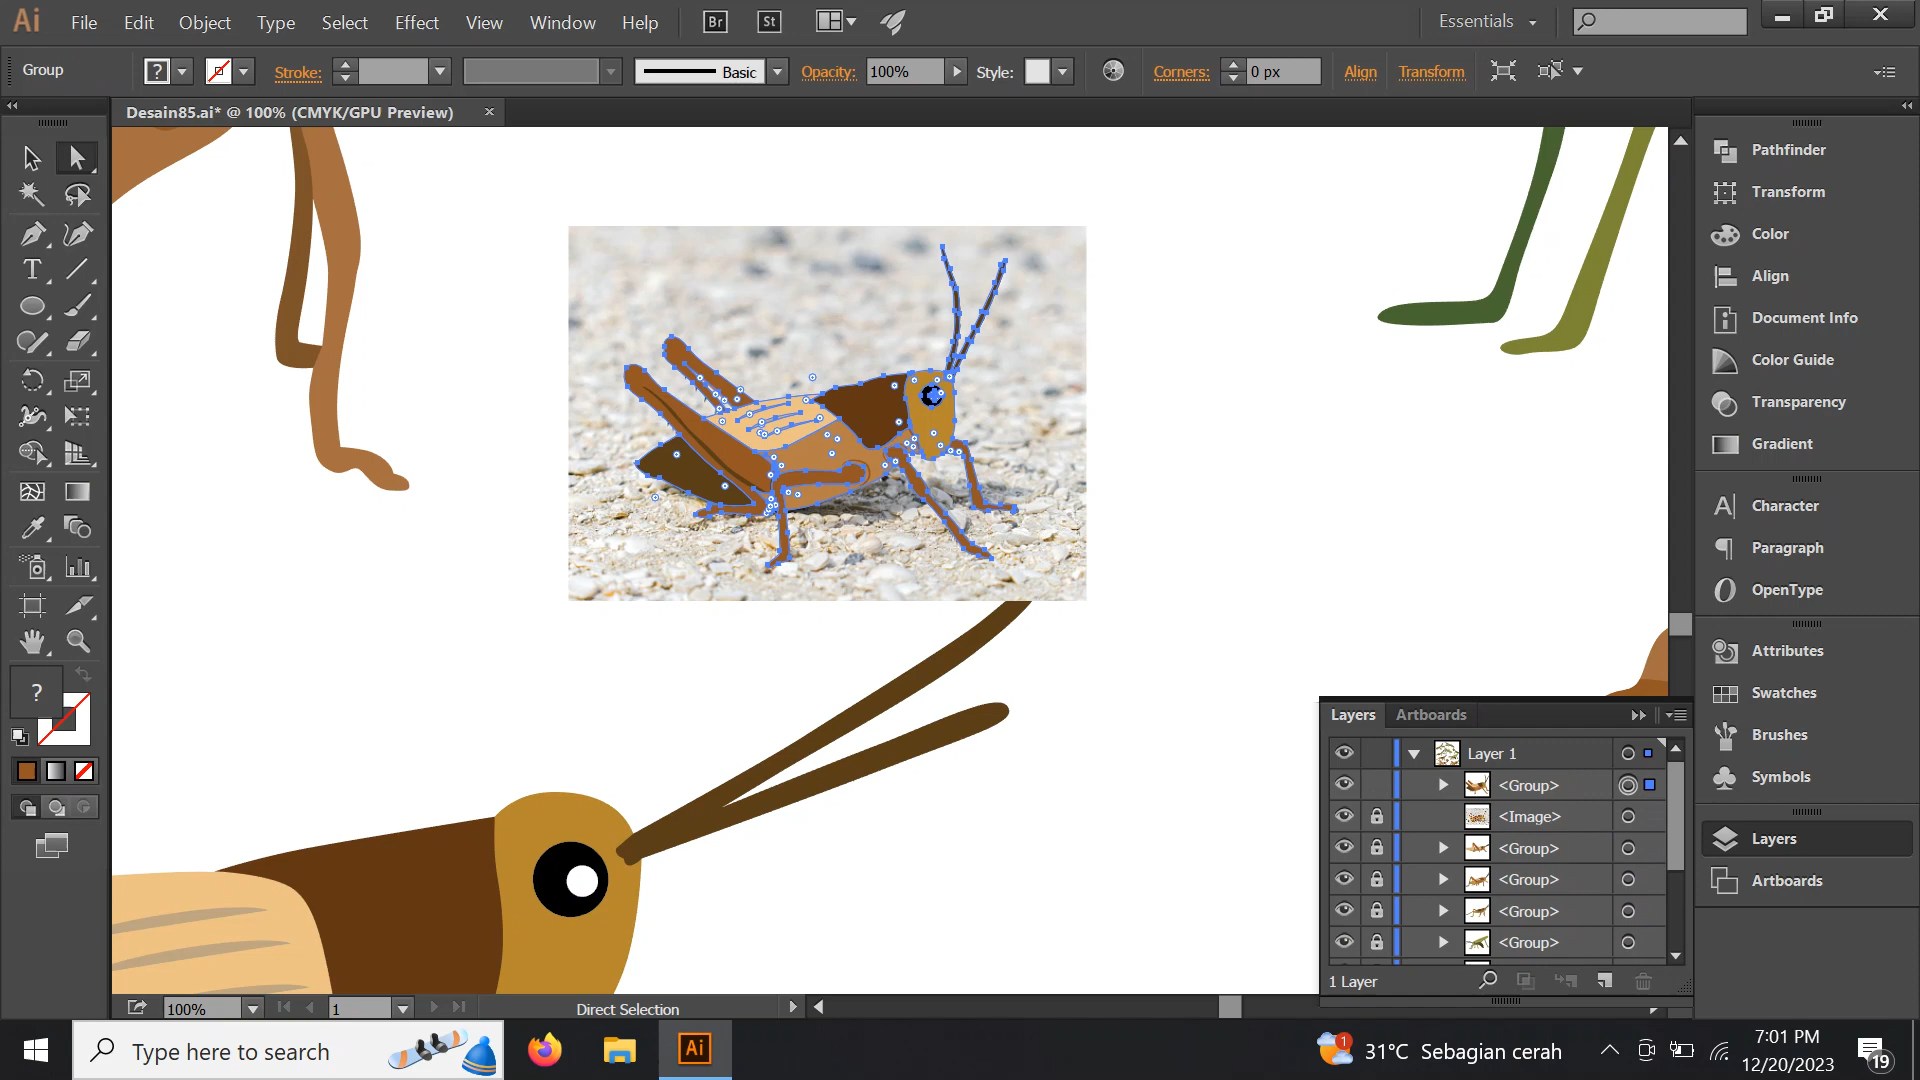 Ai File Edit Object Type Select Effect View Window Help Br St Essentials
Group ? Stroke: Basic Opacity: 100% Style: Corners: 0 px Align Transform
Desain85.ai* @ 100% (CMYK/GPU Preview)
Pathfinder
Transform
Color
Align
Document Info
Color Guide
Transparency
Gradient
Character
Paragraph
OpenType
Attributes
Swatches
Brushes
Symbols
Layers
Artboards
?
Layers Artboards
Layer 1
<Group>
<Image>
<Group>
<Group>
<Group>
<Group>
1 Layer
100% 1 Direct Selection
Type here to search Ai 1 31°C Sebagian cerah 7:01 PM
12/20/2023 19